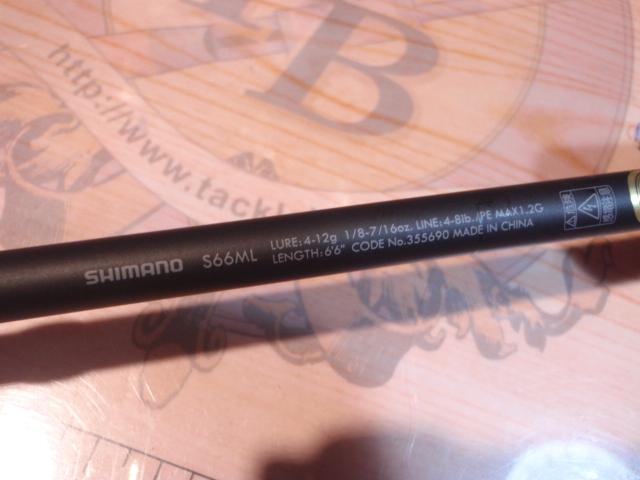 B
http://www.tackl
SHIMANO S66ML
LURE:4-12g 1/8-7/16oz. LINE:4-8lb./PE MAX1.2G
LENGTH:6'6" CODE No.355690 MADE IN CHINA